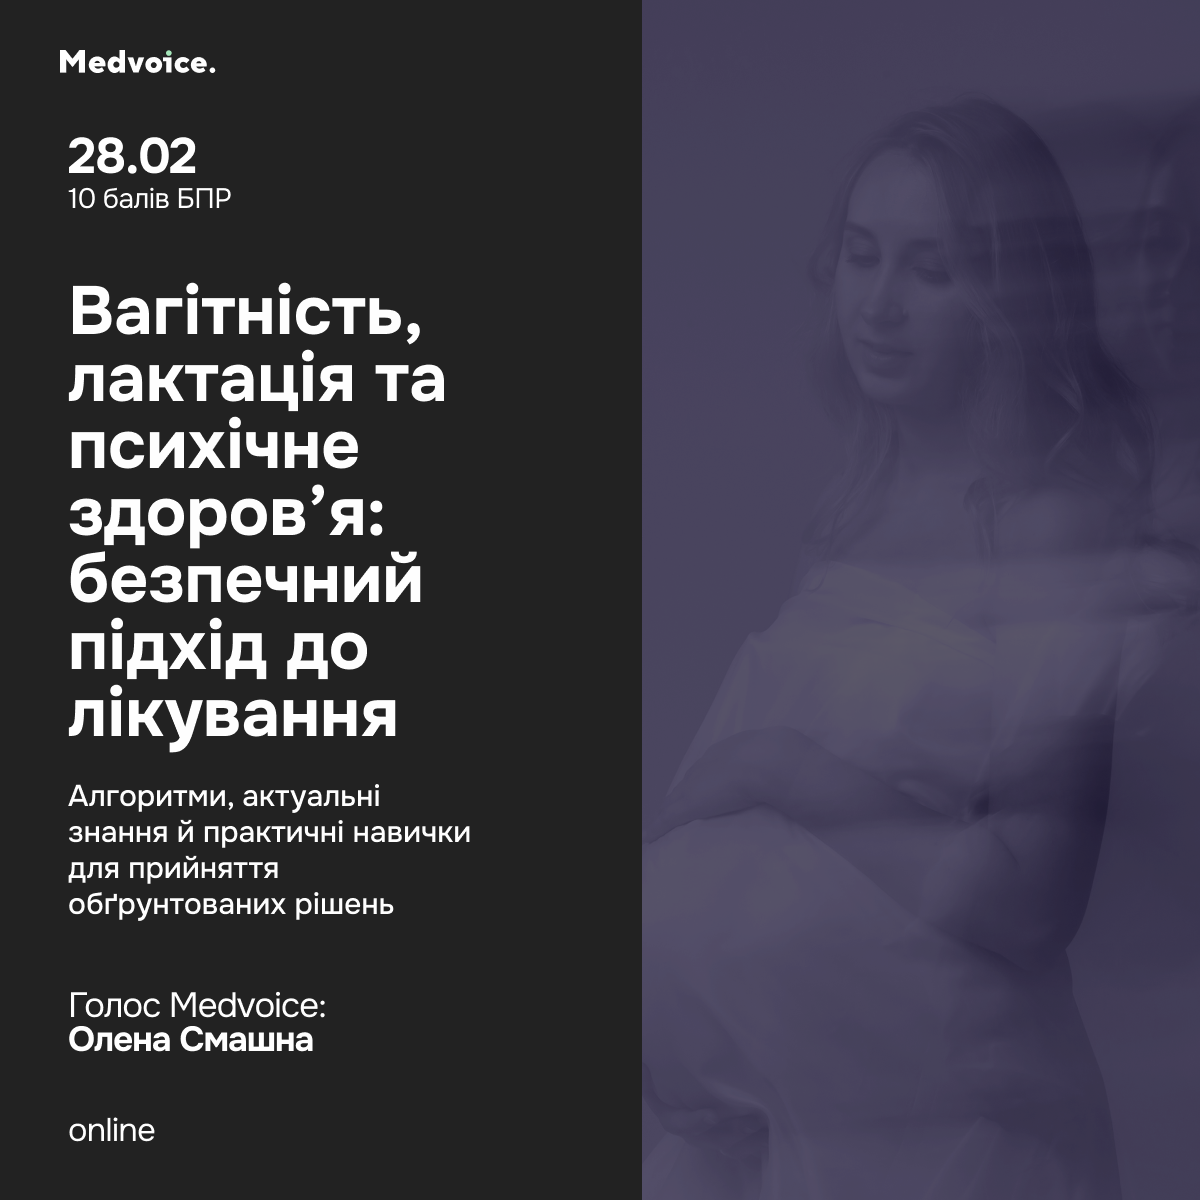 Medvoice.
28.02
10 балів БПР
Вагітність,
лактація та
психічне
здоров’я:
безпечний
підхід до
лікування
Алгоритми, актуальні
знання й практичні навички
для прийняття
обґрунтованих рішень
Голос Medvoice:
Олена Смашна
online